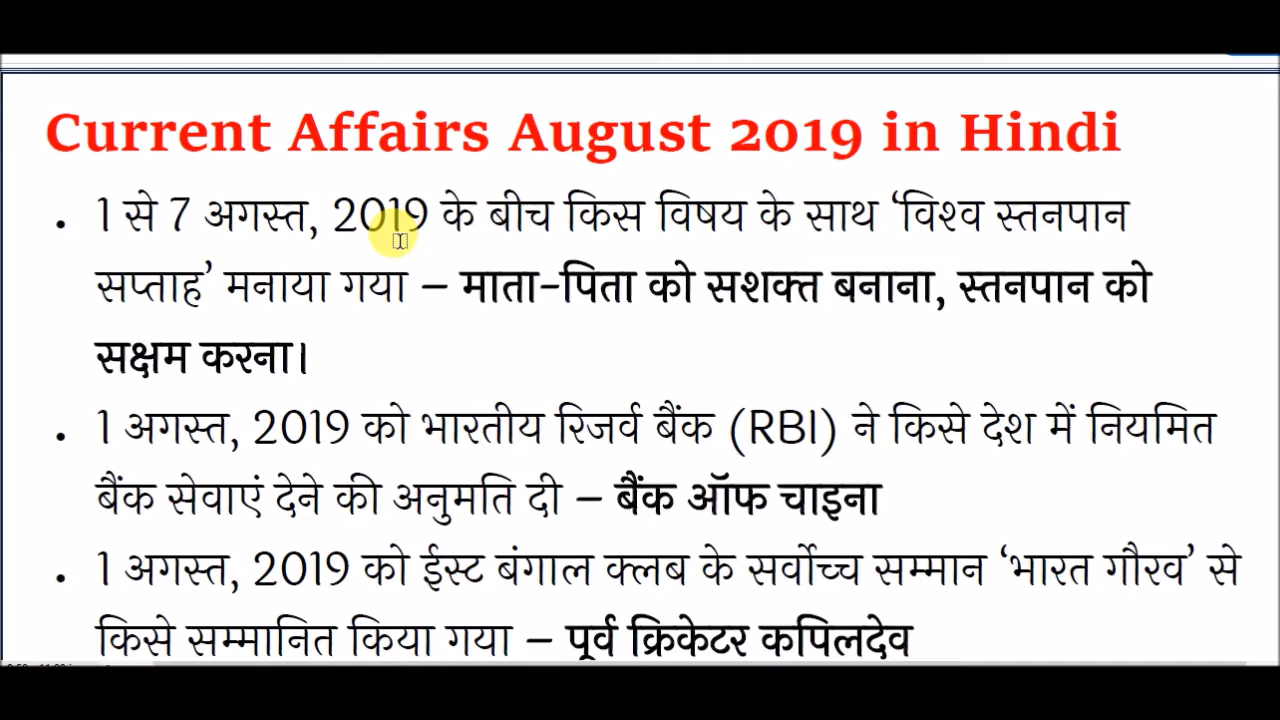 Current Affairs August 2019 in Hindi
• 1 से 7 अगस्त, 2019 के बीच किस विषय के साथ ‘विश्व स्तनपान
सप्ताह’ मनाया गया – माता-पिता को सशक्त बनाना, स्तनपान को
सक्षम करना।
• 1 अगस्त, 2019 को भारतीय रिजर्व बैंक (RBI) ने किसे देश में नियमित
बैंक सेवाएं देने की अनुमति दी – बैंक ऑफ चाइना
• 1 अगस्त, 2019 को ईस्ट बंगाल क्लब के सर्वोच्च सम्मान ‘भारत गौरव’ से
किसे सम्मानित किया गया – पूर्व क्रिकेटर कपिलदेव